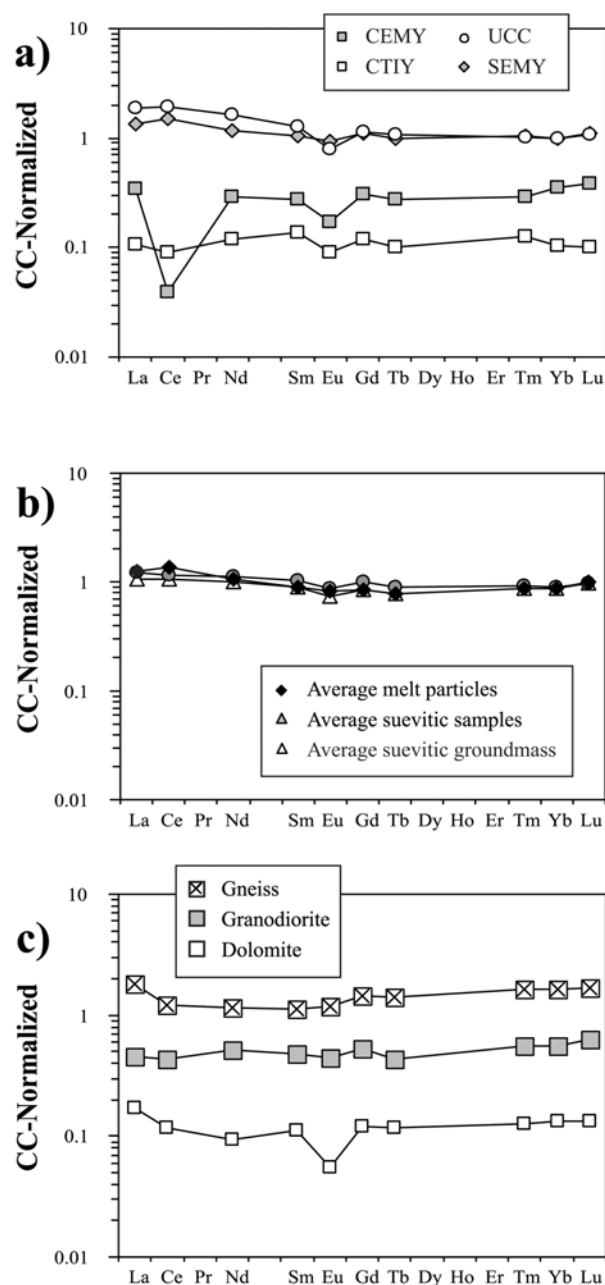 a)
CEMY UCC
CTIY SEMY
CC-Normalized
10
1
0.1
0.01
La Ce Pr Nd Sm Eu Gd Tb Dy Ho Er Tm Yb Lu
b)
CC-Normalized
10
1
0.1
0.01
Average melt particles
Average suevitic samples
Average suevitic groundmass
La Ce Pr Nd Sm Eu Gd Tb Dy Ho Er Tm Yb Lu
c)
Gneiss
Granodiorite
Dolomite
CC-Normalized
10
1
0.1
0.01
La Ce Pr Nd Sm Eu Gd Tb Dy Ho Er Tm Yb Lu